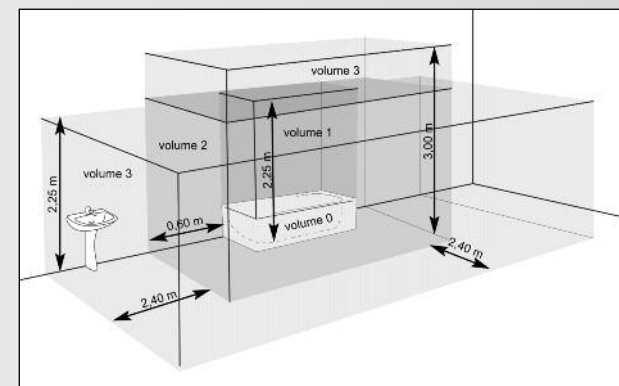 volume 3
volume 2
volume 1
volume 3
2,25 m
2,25 m
3,00 m
0,60 m
volume 0
2,40 m
2,40 m